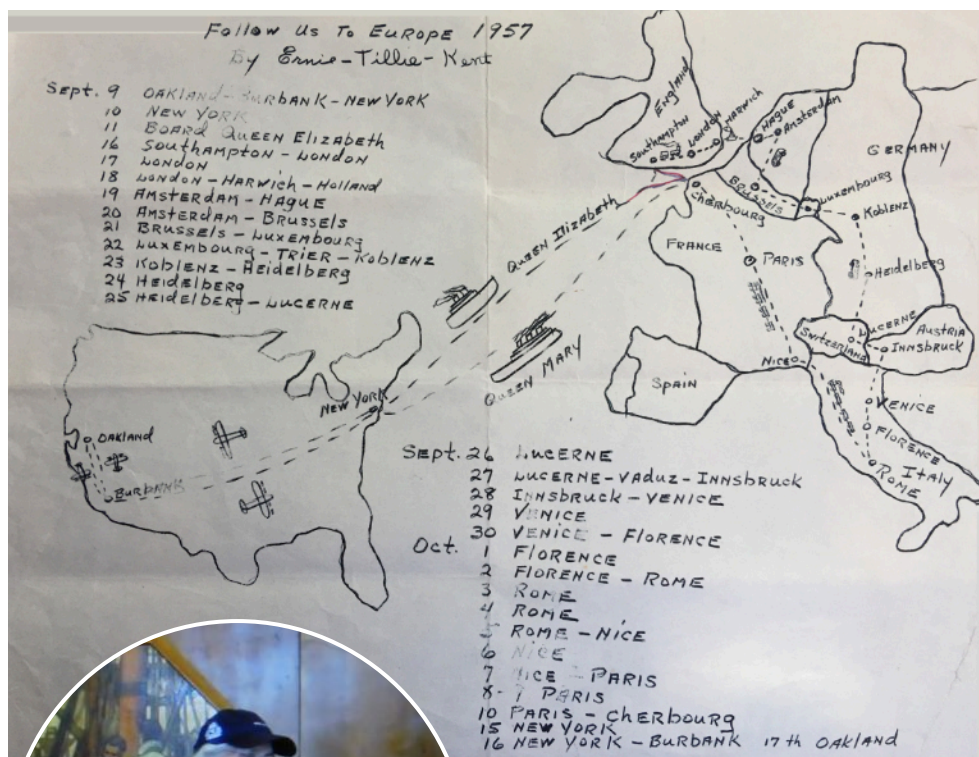 Follow Us To Europe 1957
By Ernie-Tillie-Kent
Sept. 9 OAKLAND-BURBANK-NEW YORK
10 NEW YORK
11 BOARD QUEEN ELIZABETH
16 SOUTHAMPTON - LONDON
17 LONDON
18 LONDON-HARWICH-HOLLAND
19 AMSTERDAM - HAGUE
20 AMSTERDAM - BRUSSELS
21 BRUSSELS - LUXEMBOURG
22 LUXEMBOURG - TRIER - KOBLENZ
23 KOBLENZ - HEIDELBERG
24 HEIDELBERG
25 HEIDELBERG - LUCERNE
ENGLAND
SOUTHAMPTON
LONDON
HARWICH
HAGUE
AMSTERDAM
GERMANY
BRUSSELS
LUXEMBOURG
KOBLENZ
CHERBOURG
QUEEN ELIZABETH
FRANCE
PARIS
HEIDELBERG
LUCERNE
SWITZERLAND
AUSTRIA
INNSBRUCK
NICE
QUEEN MARY
SPAIN
VENICE
FLORENCE
ITALY
ROME
NEW YORK
OAKLAND
BURBANK
Sept. 26 LUCERNE
27 LUCERNE-VADUZ-INNSBRUCK
28 INNSBRUCK - VENICE
29 VENICE
30 VENICE - FLORENCE
Oct. 1 FLORENCE
2 FLORENCE - ROME
3 ROME
4 ROME
5 ROME - NICE
6 NICE
7 NICE - PARIS
8- PARIS
10 PARIS - CHERBOURG
15 NEW YORK
16 NEW YORK - BURBANK 17th OAKLAND